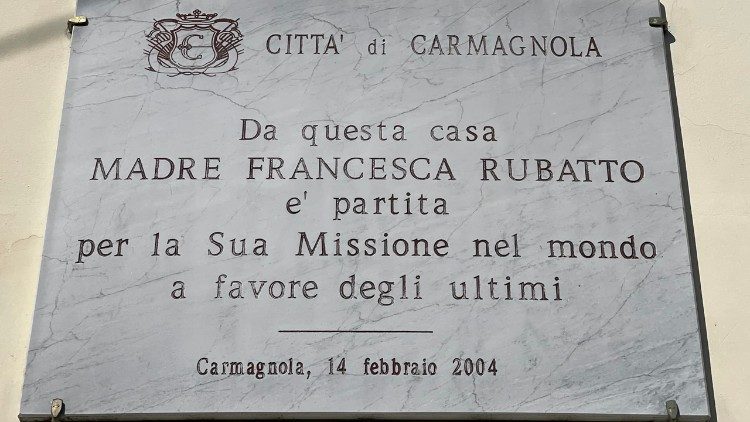 CITTA' di CARMAGNOLA
Da questa casa
MADRE FRANCESCA RUBATTO
e' partita
per la Sua Missione nel mondo
a favore degli ultimi
Carmagnola, 14 febbraio 2004